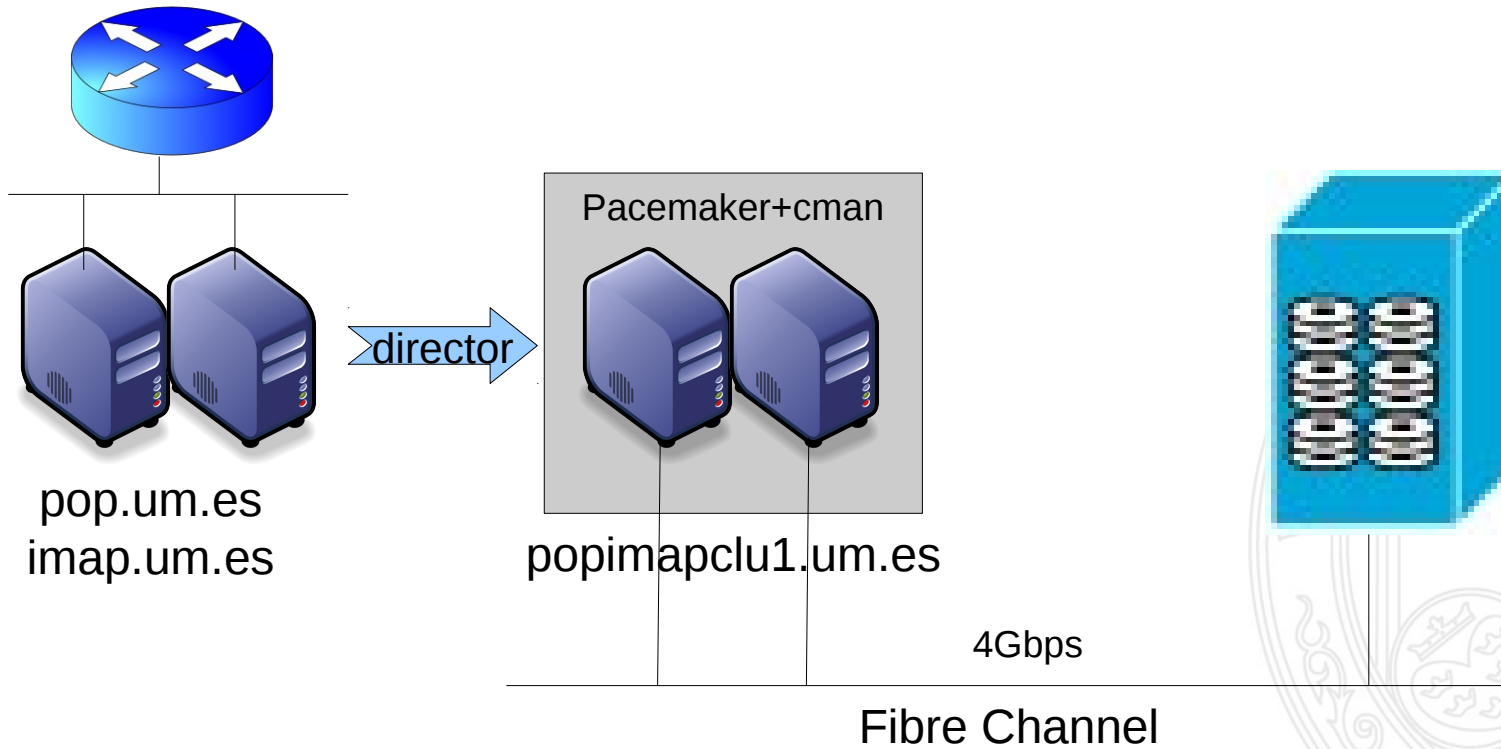 Pacemaker+cman
director
pop.um.es
imap.um.es
popimapclu1.um.es
4Gbps
Fibre Channel